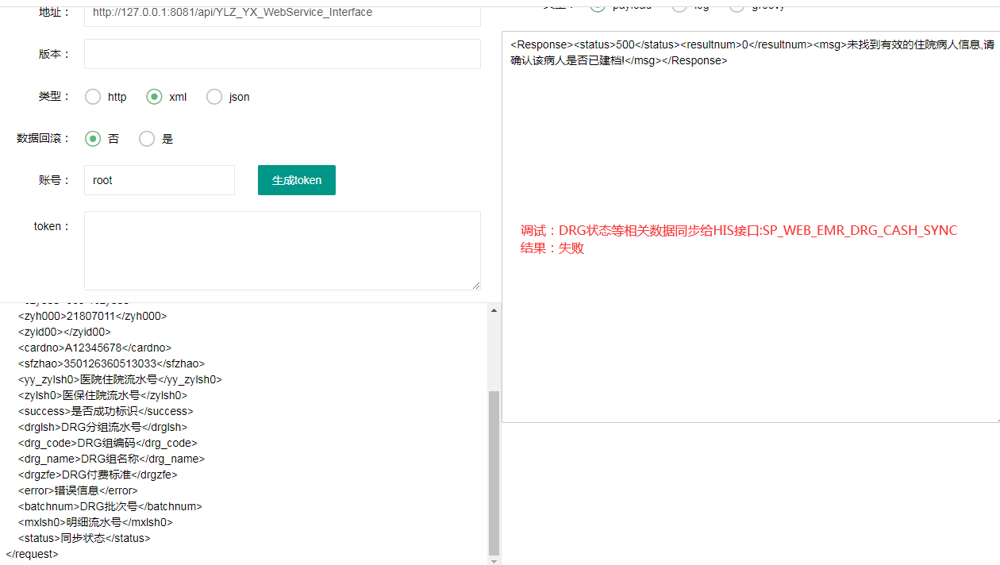 地址： http://127.0.0.1:8081/api/YLZ_YX_WebService_Interface
版本：
类型： http xml json
数据回滚： 否 是
账号： root 生成token
token：
<zyh000>21807011</zyh000>
<zyid00></zyid00>
<cardno>A12345678</cardno>
<sfzhao>350126360513033</sfzhao>
<yy_zylsh0>医院住院流水号</yy_zylsh0>
<zylsh0>医保住院流水号</zylsh0>
<success>是否成功标识</success>
<drglsh>DRG分组流水号</drglsh>
<drg_code>DRG组编码</drg_code>
<drg_name>DRG组名称</drg_name>
<drgzfe>DRG付费标准</drgzfe>
<error>错误信息</error>
<batchnum>DRG批次号</batchnum>
<mxlsh0>明细流水号</mxlsh0>
<status>同步状态</status>
</request>
payload log groovy
<Response><status>500</status><resultnum>0</resultnum><msg>未找到有效的住院病人信息,请
确认该病人是否已建档!</msg></Response>
调试：DRG状态等相关数据同步给HIS接口:SP_WEB_EMR_DRG_CASH_SYNC
结果：失败